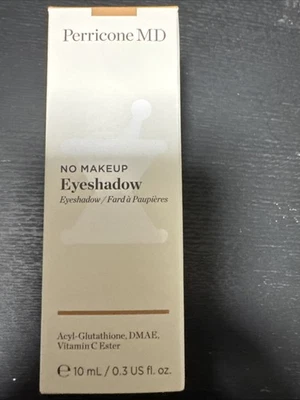 Perricone MD
NO MAKEUP
Eyeshadow
Eyeshadow / Fard à Paupières
Acyl-Glutathione, DMAE,
Vitamin C Ester
℮ 10 mL / 0.3 US fl. oz.